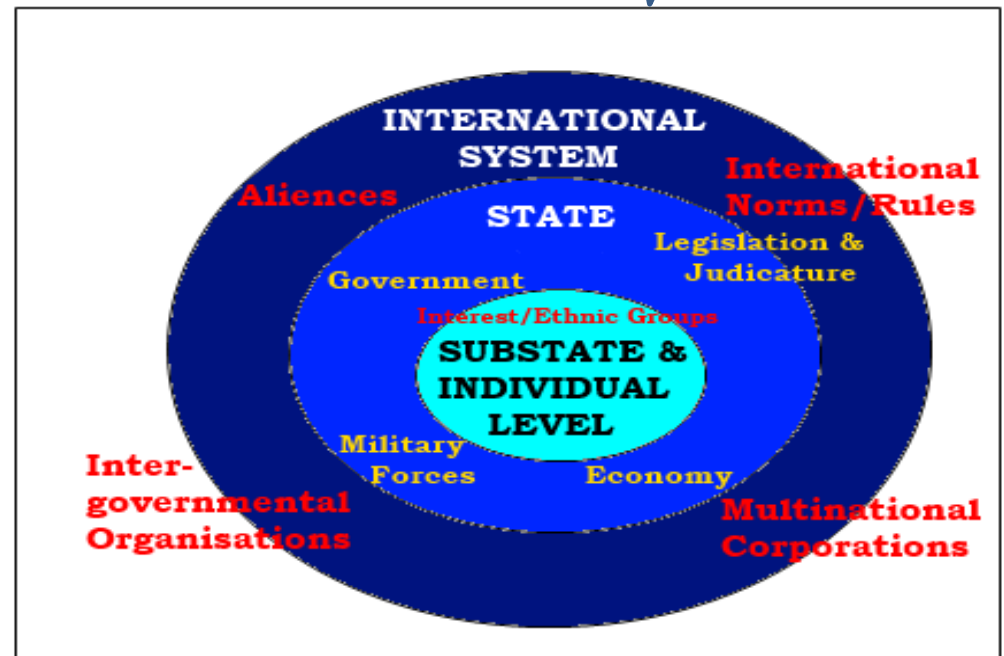 INTERNATIONAL
SYSTEM
International
Norms/Rules
Aliences
STATE
Legislation &
Judicature
Government
Interest/Ethnic Groups
SUBSTATE &
INDIVIDUAL
LEVEL
Military
Forces
Economy
Inter-
governmental
Organisations
Multinational
Corporations